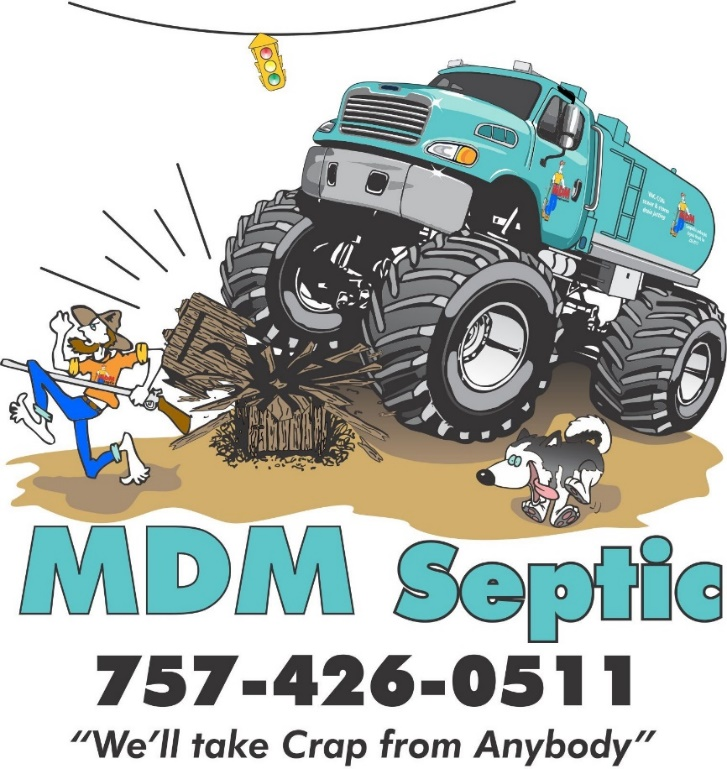 MDM Septic
757-426-0511
“We'll take Crap from Anybody”